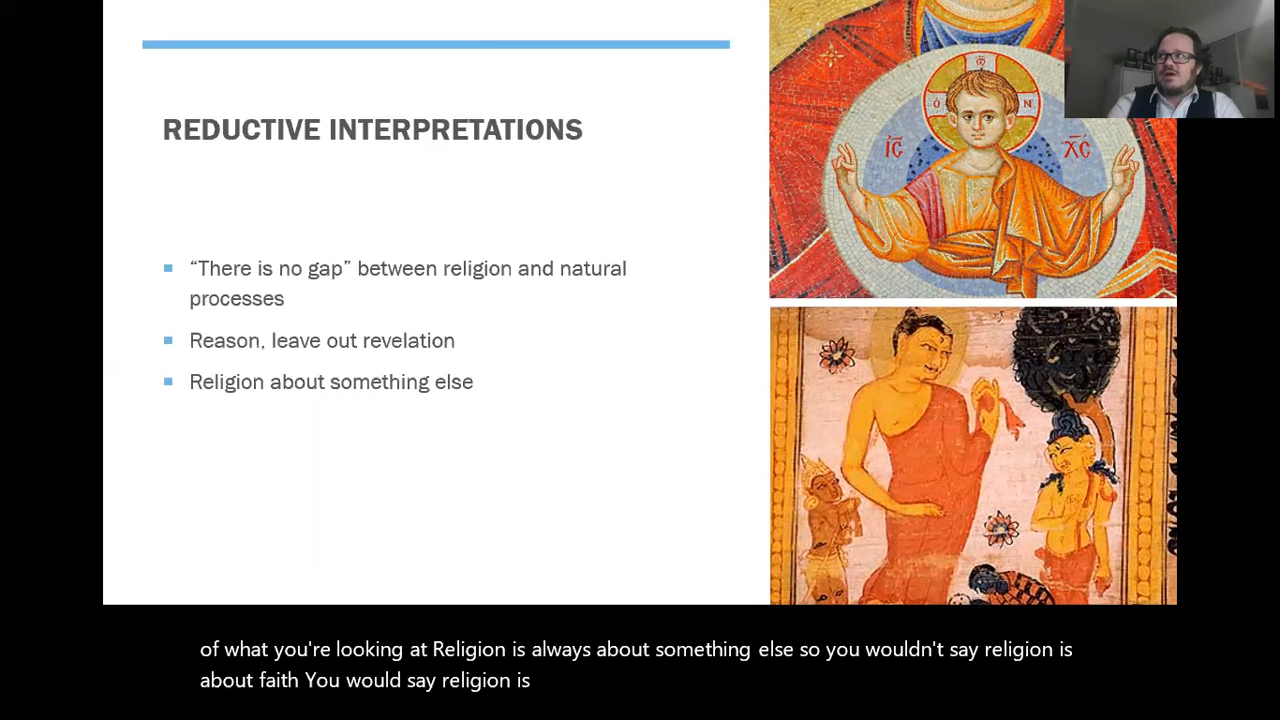 REDUCTIVE INTERPRETATIONS
“There is no gap” between religion and natural
processes
Reason, leave out revelation
Religion about something else
Ο Ν
ΙC ΧC
of what you're looking at Religion is always about something else so you wouldn't say religion is
about faith You would say religion is